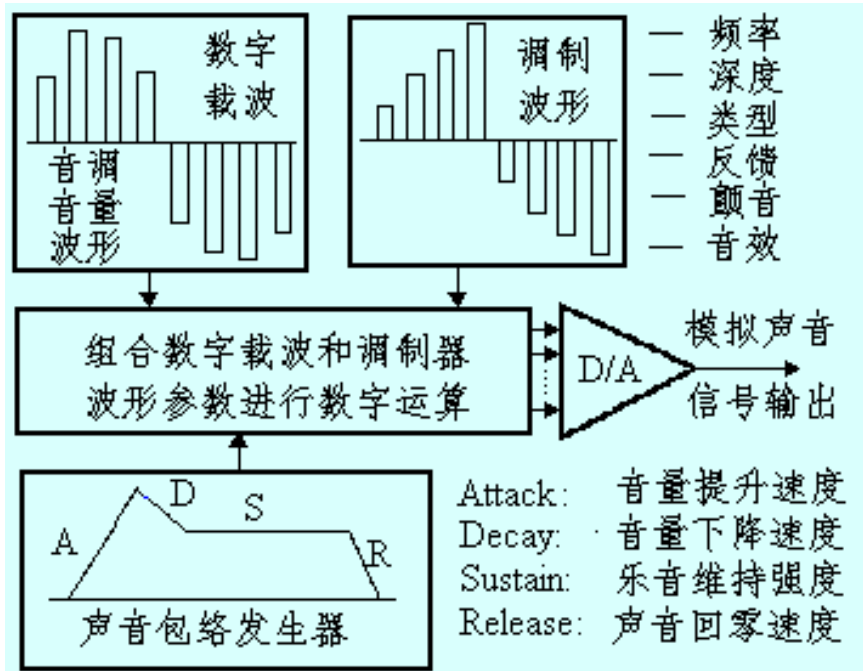 数字
载波
音调
音量
波形
调制
波形
— 频率
— 深度
— 类型
— 反馈
— 颤音
— 音效
组合数字载波和调制器
波形参数进行数字运算
D/A
模拟声音
信号输出
A
D
S
R
声音包络发生器
Attack: 音量提升速度
Decay: 音量下降速度
Sustain: 乐音维持强度
Release: 声音回零速度